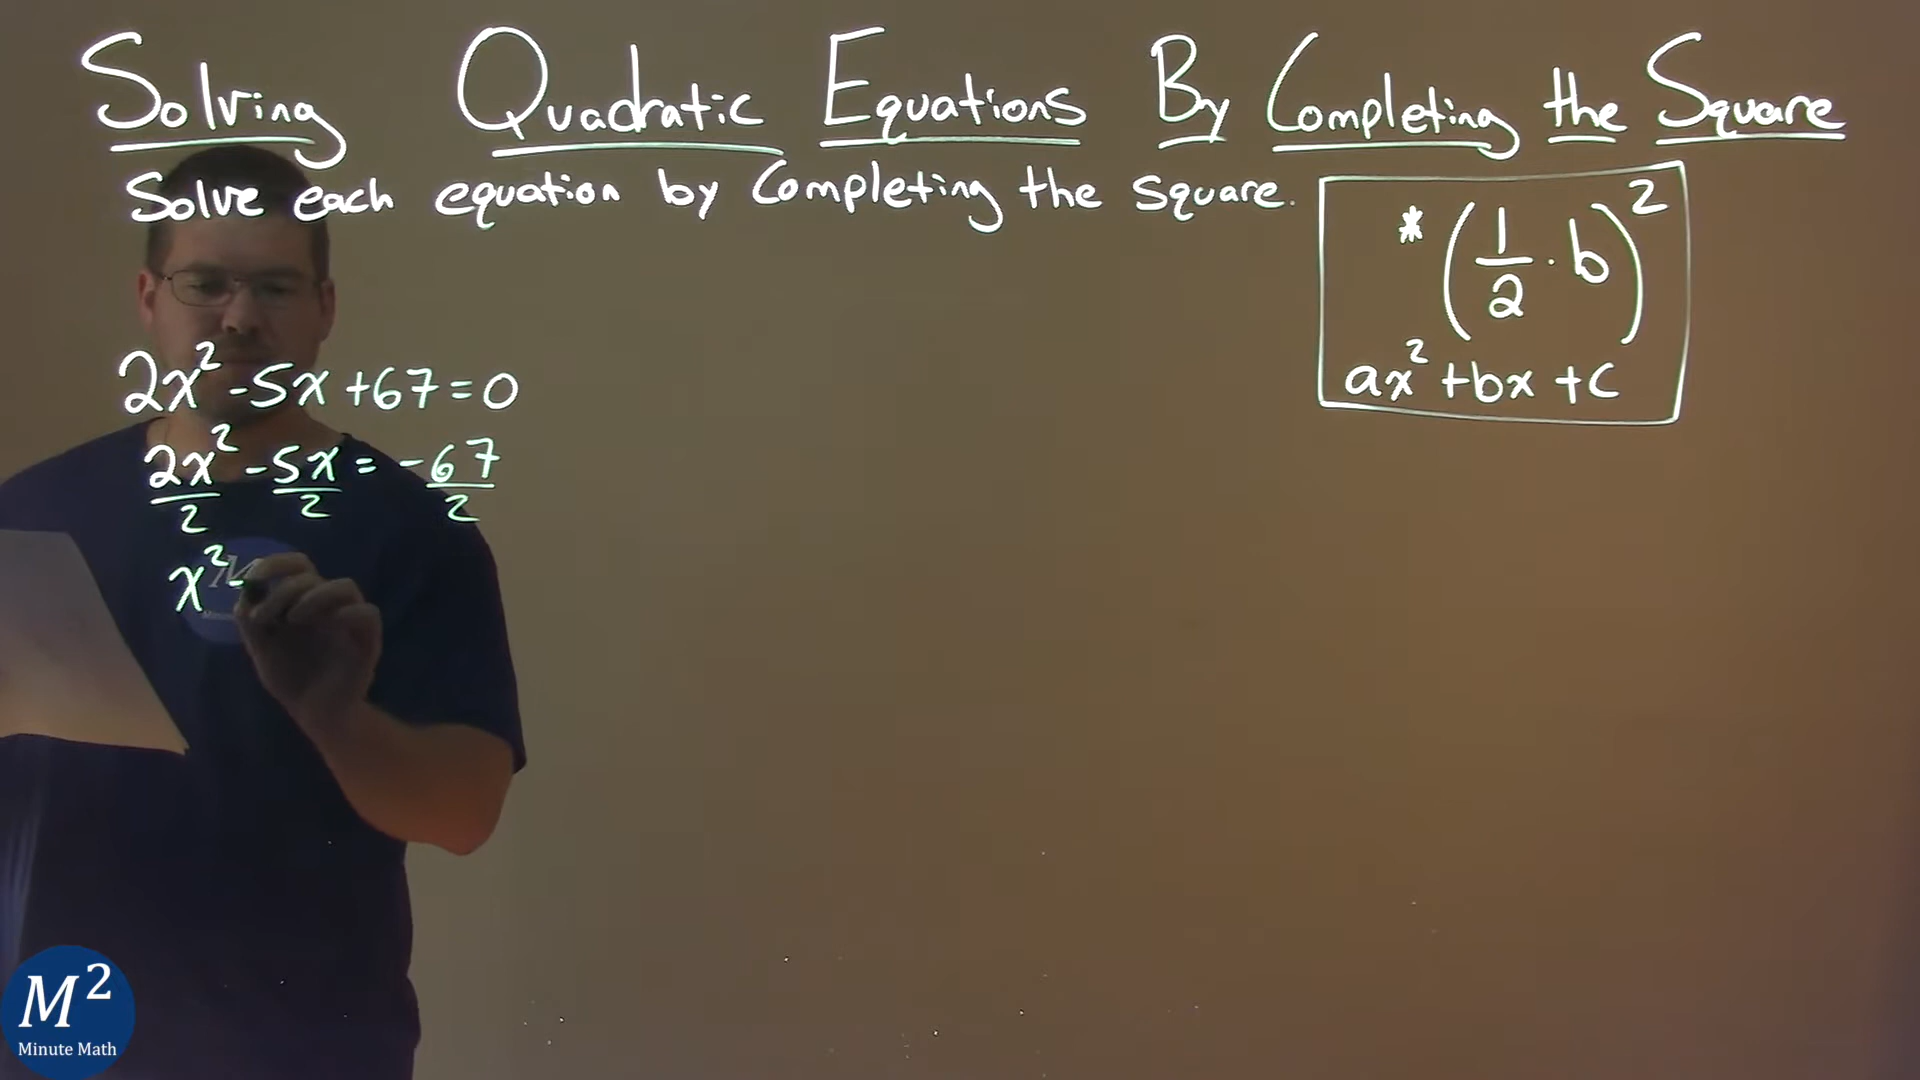 Solving Quadratic Equations By Completing the Square
Solve each equation by Completing the square.
* (1/2 · b)²
ax² + bx + c
2x² - 5x + 67 = 0
2x²/2 - 5x/2 = -67/2
x² -
M
M²
Minute Math